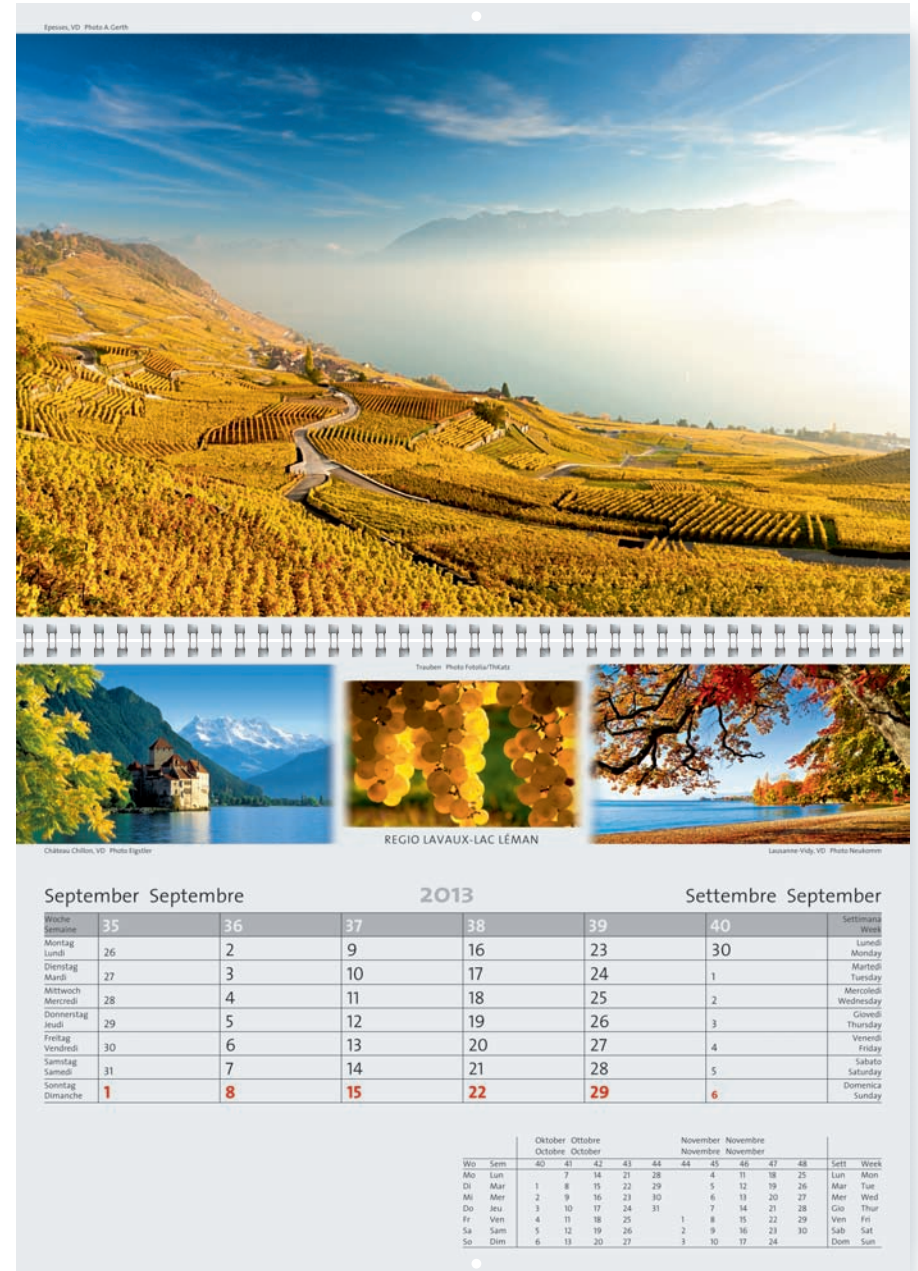 Epesses, VD Photo A.Gerth
Trauben Photo Fotolia/ThKatz
REGIO LAVAUX-LAC LÉMAN
Château Chillon, VD Photo Eigstler
Lausanne-Vidy, VD Photo Neukomm
September Septembre 2013 Settembre September
Woche Semaine 35 36 37 38 39 40 Settimana Week
Montag Lundi 26 2 9 16 23 30 Lunedì Monday
Dienstag Mardi 27 3 10 17 24 1 Martedì Tuesday
Mittwoch Mercredi 28 4 11 18 25 2 Mercoledì Wednesday
Donnerstag Jeudi 29 5 12 19 26 3 Giovedì Thursday
Freitag Vendredi 30 6 13 20 27 4 Venerdì Friday
Samstag Samedi 31 7 14 21 28 5 Sabato Saturday
Sonntag Dimanche 1 8 15 22 29 6 Domenica Sunday
Oktober Ottobre November Novembre
Octobre October Novembre November
Wo Sem 40 41 42 43 44 44 45 46 47 48 Sett Week
Mo Lun 7 14 21 28 4 11 18 25 Lun Mon
Di Mar 1 8 15 22 29 5 12 19 26 Mar Tue
Mi Mer 2 9 16 23 30 6 13 20 27 Mer Wed
Do Jeu 3 10 17 24 31 7 14 21 28 Gio Thur
Fr Ven 4 11 18 25 1 8 15 22 29 Ven Fri
Sa Sam 5 12 19 26 2 9 16 23 30 Sab Sat
So Dim 6 13 20 27 3 10 17 24 Dom Sun